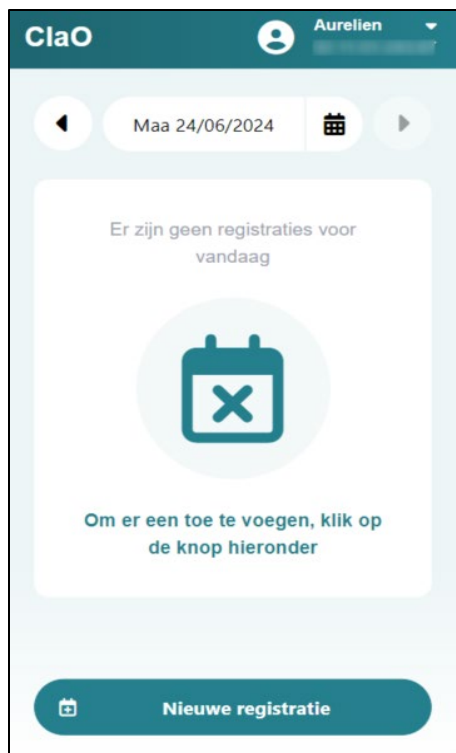 CIaO
Aurelien
Maa 24/06/2024
Er zijn geen registraties voor
vandaag
Om er een toe te voegen, klik op
de knop hieronder
Nieuwe registratie